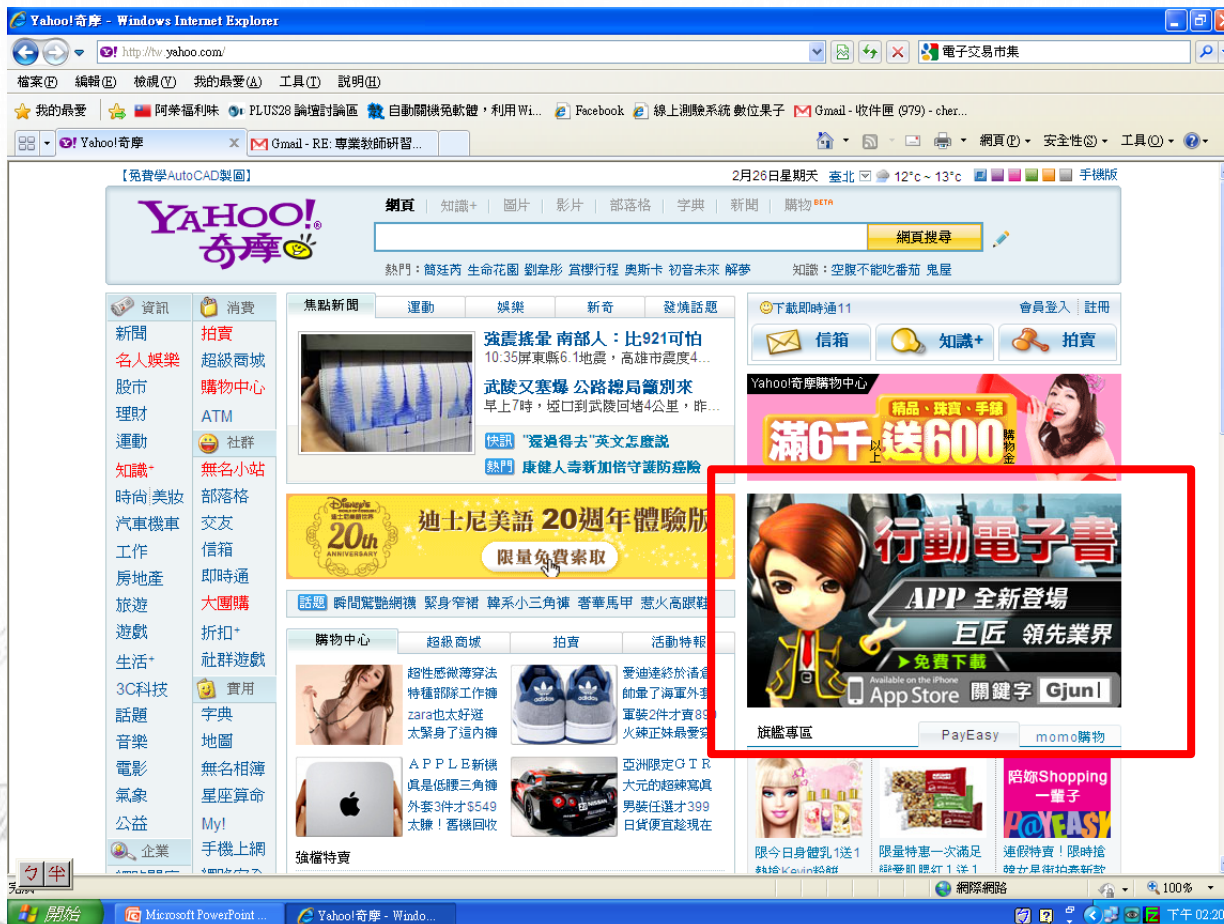 Yahoo!奇摩 - Windows Internet Explorer
http://tw.yahoo.com/
電子交易市集
檔案(F) 編輯(E) 檢視(V) 我的最愛(A) 工具(T) 說明(H)
我的最愛 阿榮福利味 PLUS28 論壇討論區 自動關機免軟體，利用 Wi... Facebook 線上測驗系統 數位果子 Gmail - 收件匣 (979) - cher...
Yahoo!奇摩 Gmail - RE: 專業教師研習... 網頁(P) 安全性(S) 工具(O)
【免費學AutoCAD製圖】 2月26日星期天 臺北 12°c ~ 13°c 手機版
YAHOO!®
奇摩
網頁 知識+ 圖片 影片 部落格 字典 新聞 購物 BETA
網頁搜尋
熱門：簡廷芮 生命花園 劉韋彤 賞櫻行程 奧斯卡 初音未來 解夢 知識：空腹不能吃番茄 鬼屋
資訊 消費
新聞 拍賣
名人娛樂 超級商城
股市 購物中心
理財 ATM
運動 社群
知識+ 無名小站
時尚 美妝 部落格
汽車機車 交友
工作 信箱
房地產 即時通
旅遊 大團購
遊戲 折扣+
生活+ 社群遊戲
3C科技 實用
話題 字典
音樂 地圖
電影 無名相簿
氣象 星座算命
公益 My!
企業 手機上網
焦點新聞 運動 娛樂 新奇 發燒話題
強震搖暈 南部人：比921可怕
10:35屏東縣6.1地震，高雄市震度4...
武陵又塞爆 公路總局籲別來
早上7時，埡口到武陵回堵4公里，昨...
快訊 "還過得去"英文怎麼說
熱門 康健人壽新加倍守護防癌險
Disney's
20th
ANNIVERSARY
迪士尼美語 20週年體驗版
限量免費索取
話題 瞬間驚艷網襪 緊身窄裙 韓系小三角褲 奢華馬甲 惹火高跟鞋
購物中心 超級商城 拍賣 活動特報
超性感微薄穿法
特種部隊工作褲
zara也太好逛
太緊身了這內褲
adidas
軍裝2件才賣89
火辣正妹最愛穿
ＡＰＰＬＥ新機
真是低腰三角褲
外套3件才$549
太賺！舊機回收
亞洲限定ＧＴＲ
大元的超辣寫真
男裝任選才399
日貨便宜趁現在
強檔特賣
下載即時通11 會員登入 註冊
信箱 知識+ 拍賣
Yahoo!奇摩購物中心
精品、珠寶、手錶
滿6千以上送600購物金
行動電子書
APP 全新登場
巨匠 領先業界
免費下載
Available on the iPhone
App Store 關鍵字 Gjun
旗艦專區 PayEasy momo購物
陪妳Shopping
一輩子
P@YEASY
限今日身體乳1送1 限量特惠一次滿足 連假特賣！限時搶
ㄅ 半
網際網路 100%
開始 Microsoft PowerPoint ... Yahoo!奇摩 - Windo... 下午 02:20